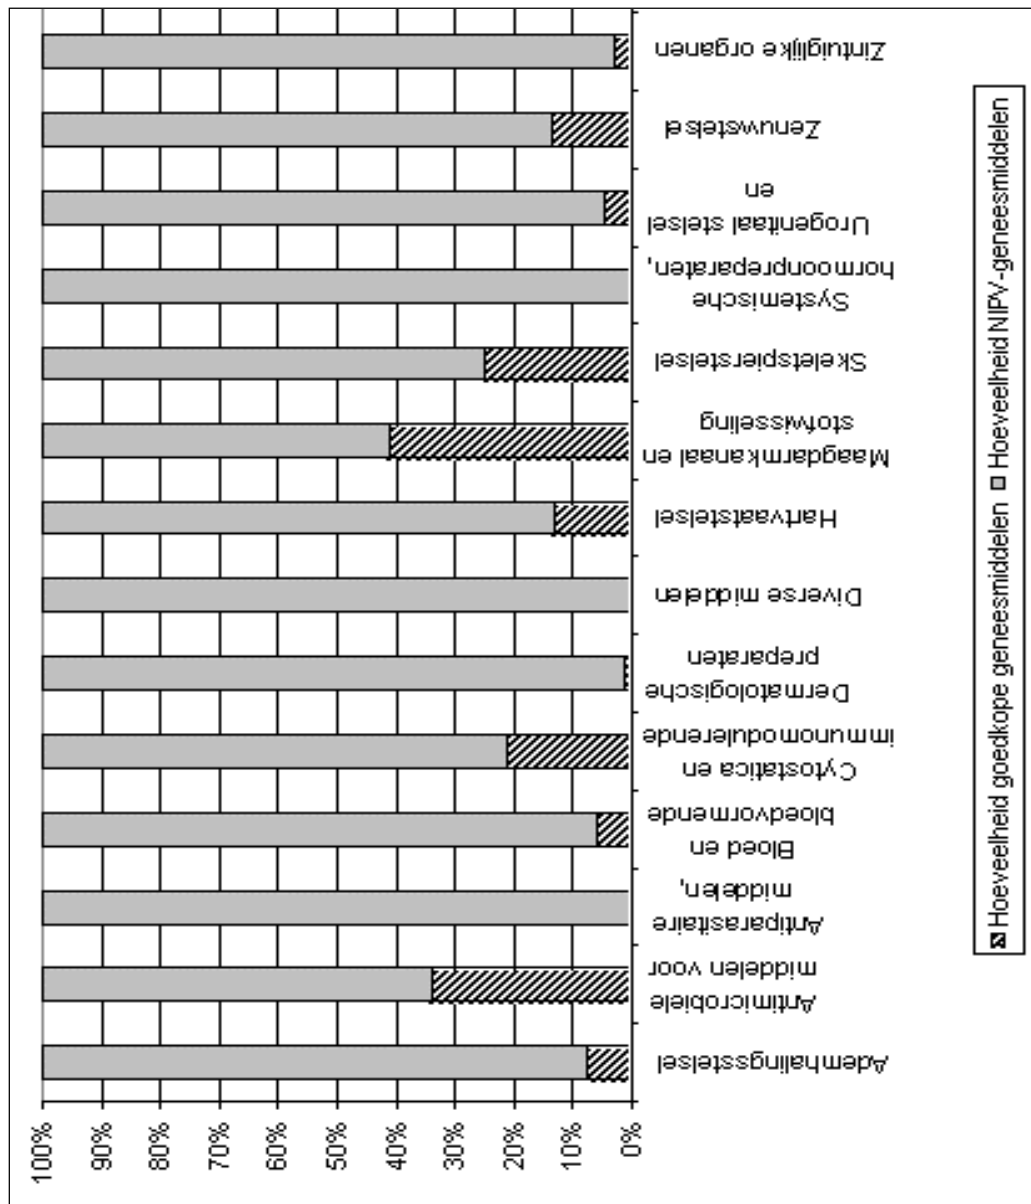 100%
90%
80%
70%
60%
50%
40%
30%
20%
10%
0%
Ademhalingsstelsel
Antimicrobiele
middelen voor
Antiparasitaire
middelen,
Bloed en
bloedvormende
Cytostatica en
immunomodulerende
Dermatologische
preparaten
Diverse middelen
Hartvaatstelsel
Maagdarmkanaal en
stofwisseling
Skeletspierstelsel
Systemische
hormoonpreparaten,
Urogenitaal stelsel
en
Zenuwstelsel
Zintuiglijke organen
Hoeveelheid goedkope geneesmiddelen Hoeveelheid NIPV-geneesmiddelen